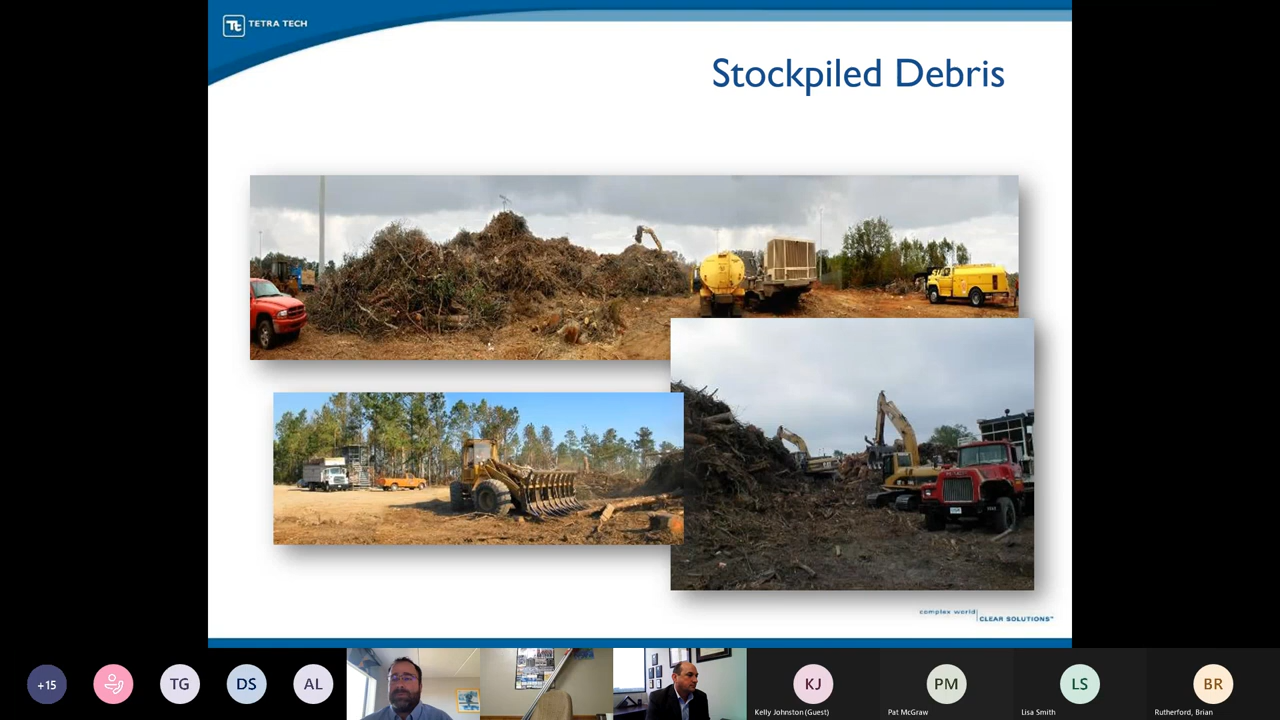 TETRA TECH
Stockpiled Debris
complex world
CLEAR SOLUTIONS™
+15
TG
DS
AL
KJ
Kelly Johnston (Guest)
PM
Pat McGraw
LS
Lisa Smith
BR
Rutherford, Brian